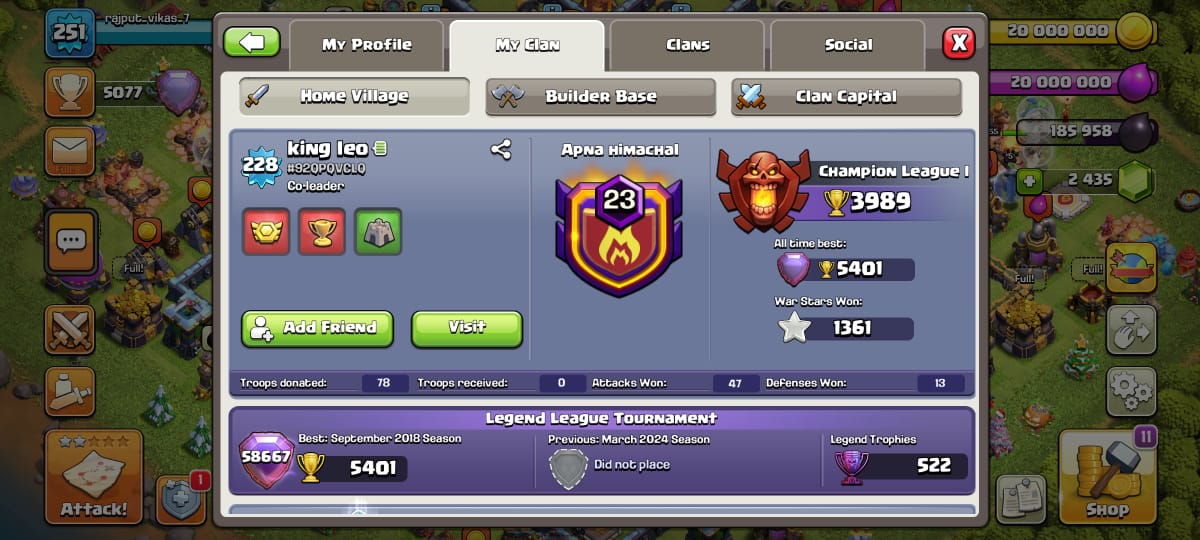 251
rajput_vikas_7
5077
My Profile
My Clan
Clans
Social
X
20 000 000
20 000 000
185 958
2 435
Home Village
Builder Base
Clan Capital
228
king leo
#92QPQVGLQ
Co-leader
Apna Himachal
23
Champion League I
3989
All time best:
5401
War Stars Won:
1361
Add Friend
Visit
Troops donated: 78
Troops received: 0
Attacks Won: 47
Defenses Won: 13
Legend League Tournament
58667
Best: September 2018 Season
5401
Previous: March 2024 Season
Did not place
Legend Trophies
522
Full!
Full!
Full!
Attack!
1
11
Shop